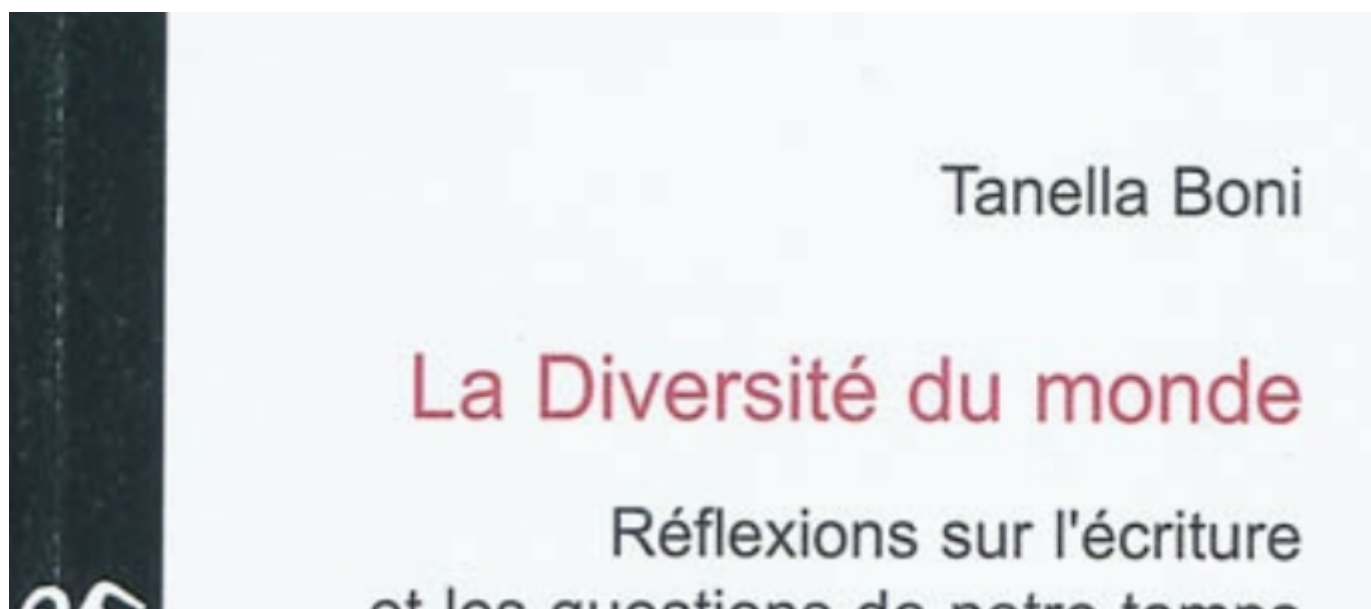 Tanella Boni
La Diversité du monde
Réflexions sur l'écriture
et les questions de notre temps